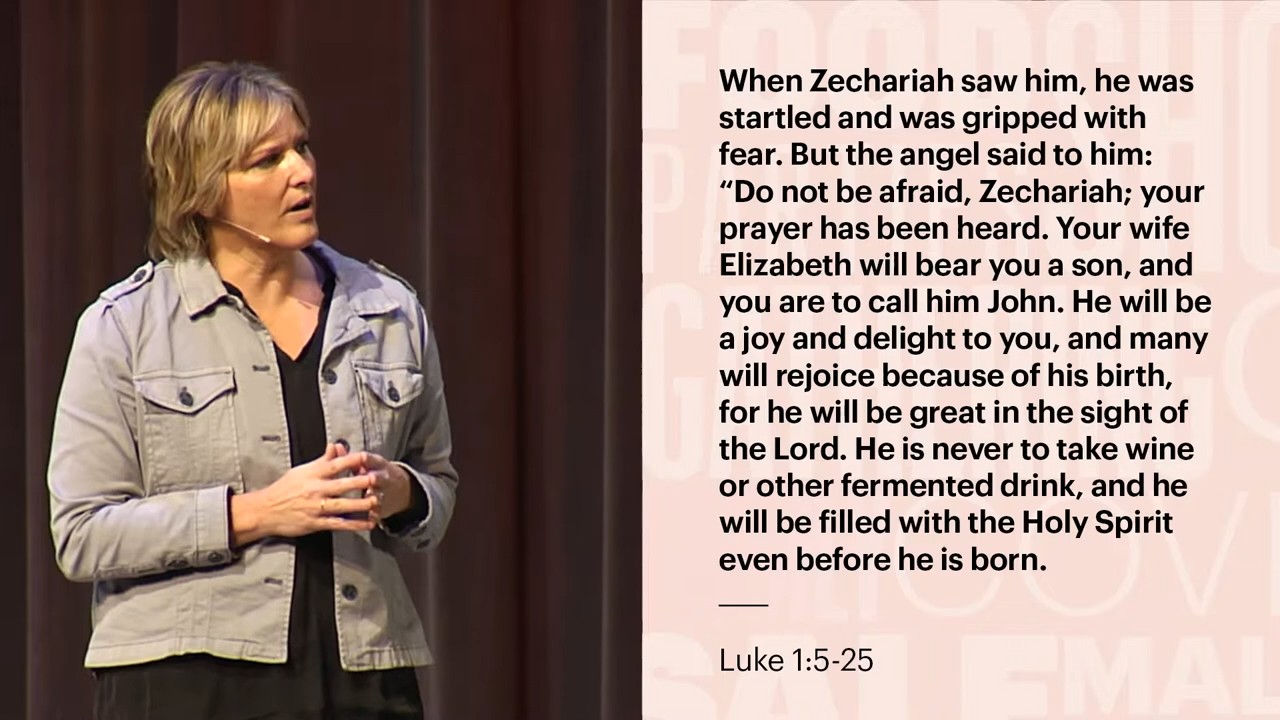 When Zechariah saw him, he was
startled and was gripped with
fear. But the angel said to him:
“Do not be afraid, Zechariah; your
prayer has been heard. Your wife
Elizabeth will bear you a son, and
you are to call him John. He will be
a joy and delight to you, and many
will rejoice because of his birth,
for he will be great in the sight of
the Lord. He is never to take wine
or other fermented drink, and he
will be filled with the Holy Spirit
even before he is born.
Luke 1:5-25